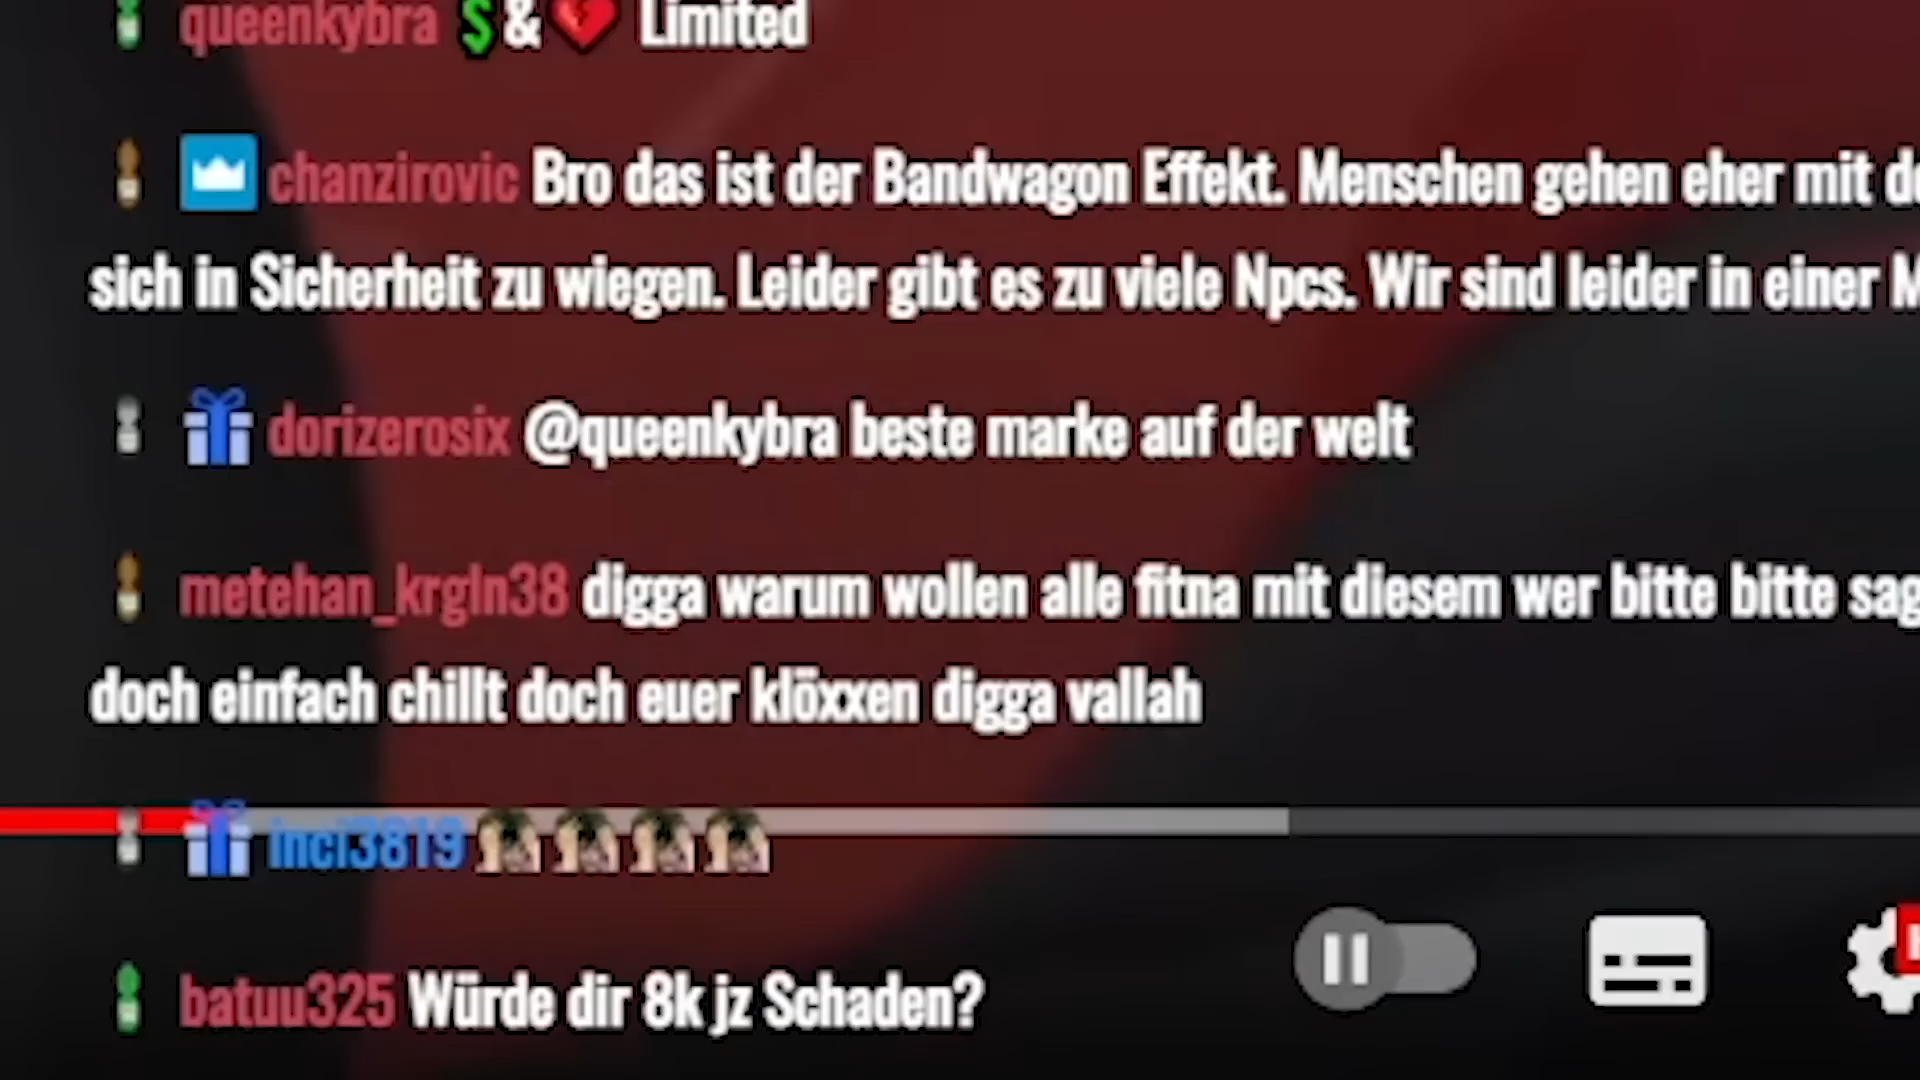 queenkybra $ & 💔 Limited
chanzirovic Bro das ist der Bandwagon Effekt. Menschen gehen eher mit
sich in Sicherheit zu wiegen. Leider gibt es zu viele Npcs. Wir sind leider in einer
dorizerosix @queenkybra beste marke auf der welt
metehan_krgln38 digga warum wollen alle fitna mit diesem wer bitte bitte
doch einfach chillt doch euer klöxxen digga vallah
inci3819
batuu325 Würde dir 8k jz Schaden?